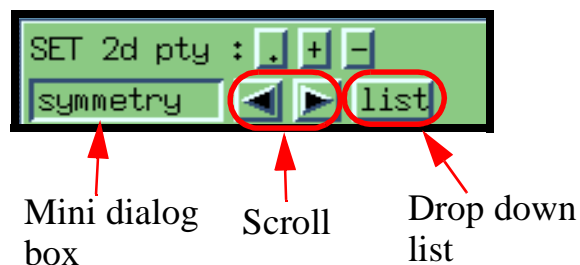 SET 2d pty : . + -
symmetry ◀ ▶ list
Mini dialog
box
Scroll
Drop down
list